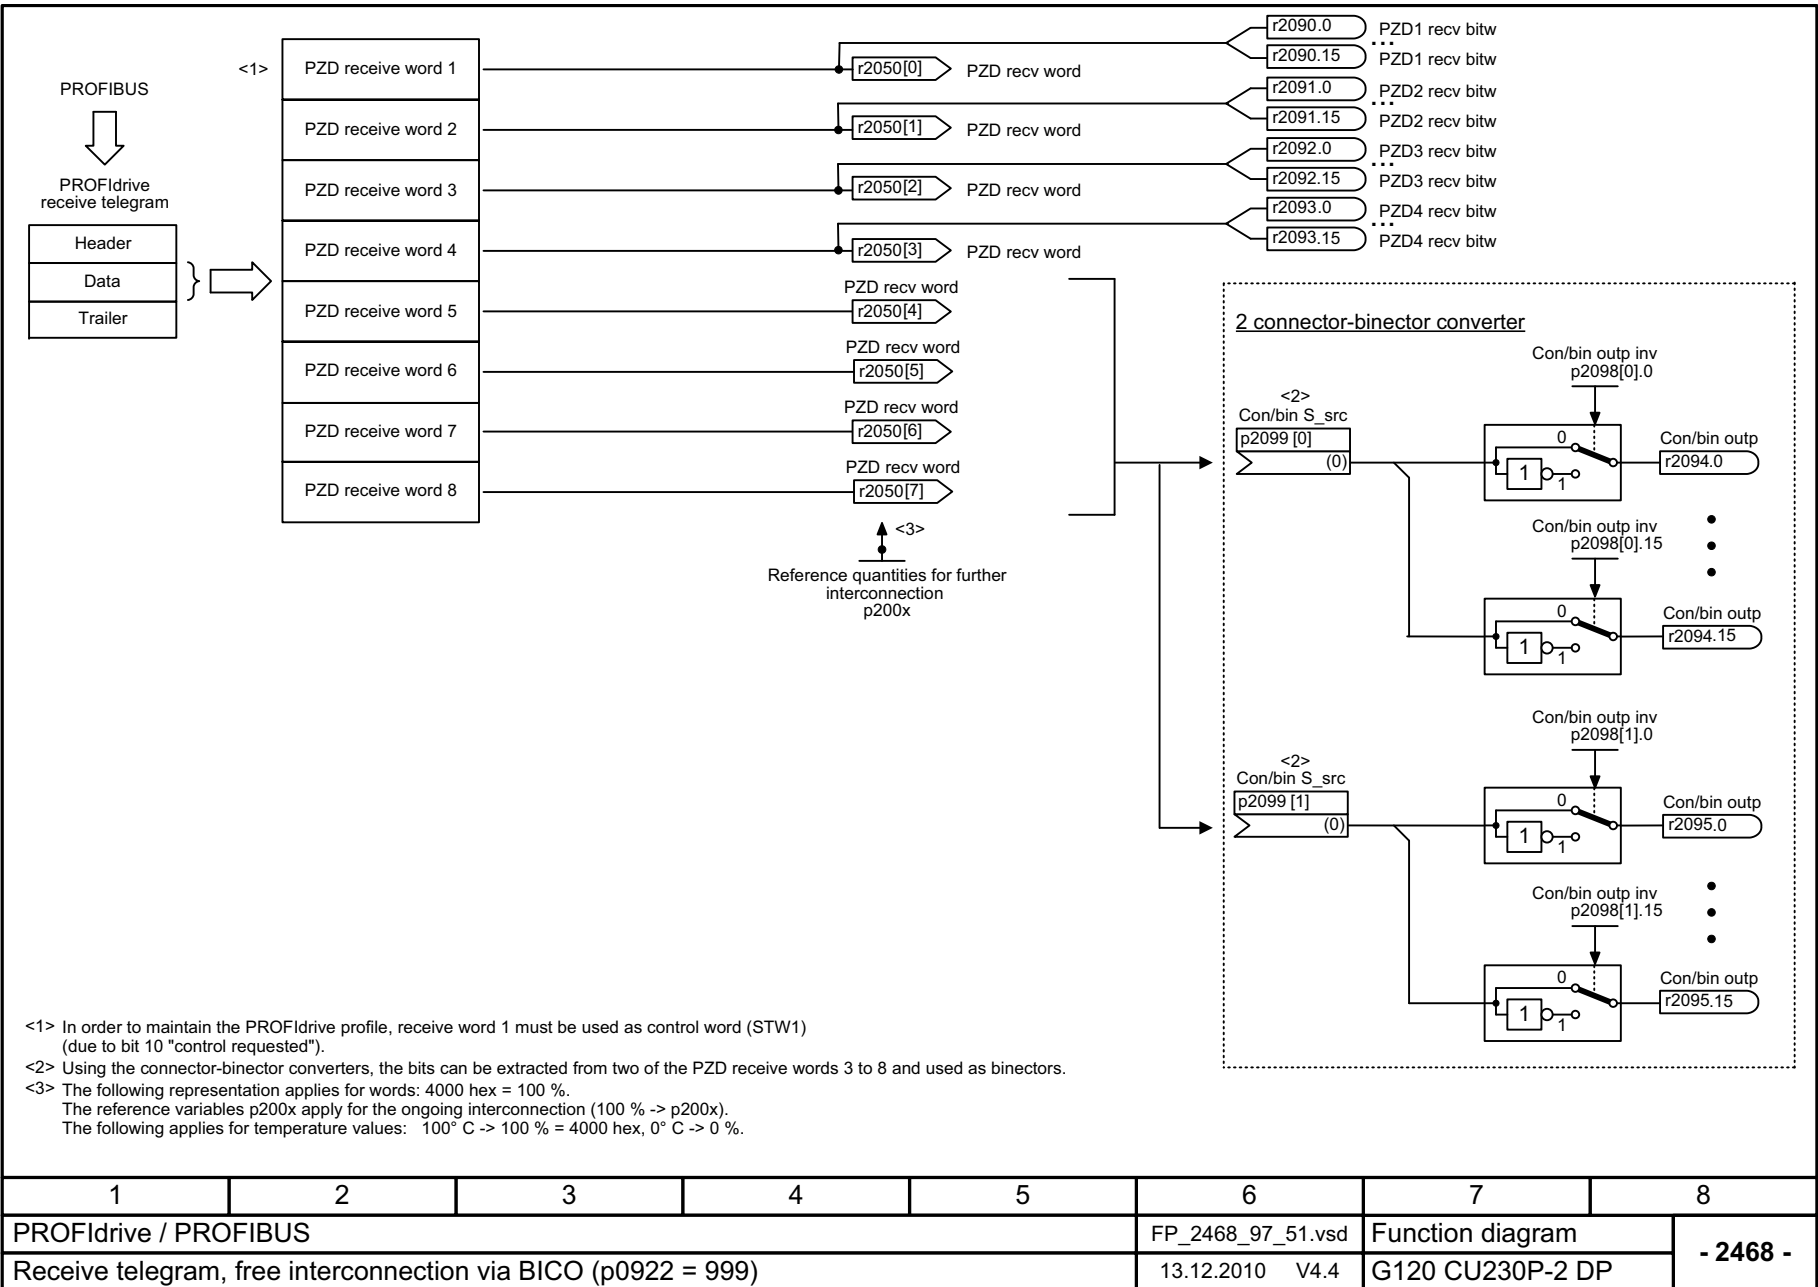 PROFIBUS
PROFIdrive
receive telegram
Header
Data
Trailer
<1>
PZD receive word 1
PZD receive word 2
PZD receive word 3
PZD receive word 4
PZD receive word 5
PZD receive word 6
PZD receive word 7
PZD receive word 8
r2050[0] PZD recv word
r2050[1] PZD recv word
r2050[2] PZD recv word
r2050[3] PZD recv word
PZD recv word
r2050[4]
PZD recv word
r2050[5]
PZD recv word
r2050[6]
PZD recv word
r2050[7]
<3>
Reference quantities for further
interconnection
p200x
r2090.0 PZD1 recv bitw
...
r2090.15 PZD1 recv bitw
r2091.0 PZD2 recv bitw
...
r2091.15 PZD2 recv bitw
r2092.0 PZD3 recv bitw
...
r2092.15 PZD3 recv bitw
r2093.0 PZD4 recv bitw
...
r2093.15 PZD4 recv bitw
2 connector-binector converter
<2>
Con/bin S_src
p2099 [0]
(0)
Con/bin outp inv
p2098[0].0
0
1
1
Con/bin outp
r2094.0
Con/bin outp inv
p2098[0].15
0
1
1
Con/bin outp
r2094.15
<2>
Con/bin S_src
p2099 [1]
(0)
Con/bin outp inv
p2098[1].0
0
1
1
Con/bin outp
r2095.0
Con/bin outp inv
p2098[1].15
0
1
1
Con/bin outp
r2095.15
<1> In order to maintain the PROFIdrive profile, receive word 1 must be used as control word (STW1)
(due to bit 10 "control requested").
<2> Using the connector-binector converters, the bits can be extracted from two of the PZD receive words 3 to 8 and used as binectors.
<3> The following representation applies for words: 4000 hex = 100 %.
The reference variables p200x apply for the ongoing interconnection (100 % -> p200x).
The following applies for temperature values: 100° C -> 100 % = 4000 hex, 0° C -> 0 %.
1 2 3 4 5 6 7 8
PROFIdrive / PROFIBUS FP_2468_97_51.vsd Function diagram - 2468 -
Receive telegram, free interconnection via BICO (p0922 = 999) 13.12.2010 V4.4 G120 CU230P-2 DP